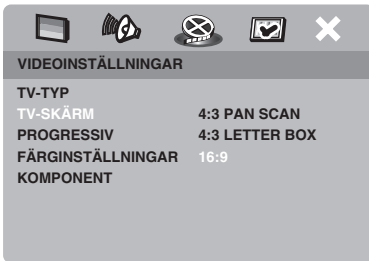 VIDEOINSTÄLLNINGAR
TV-TYP
TV-SKÄRM 4:3 PAN SCAN
PROGRESSIV 4:3 LETTER BOX
FÄRGINSTÄLLNINGAR 16:9
KOMPONENT